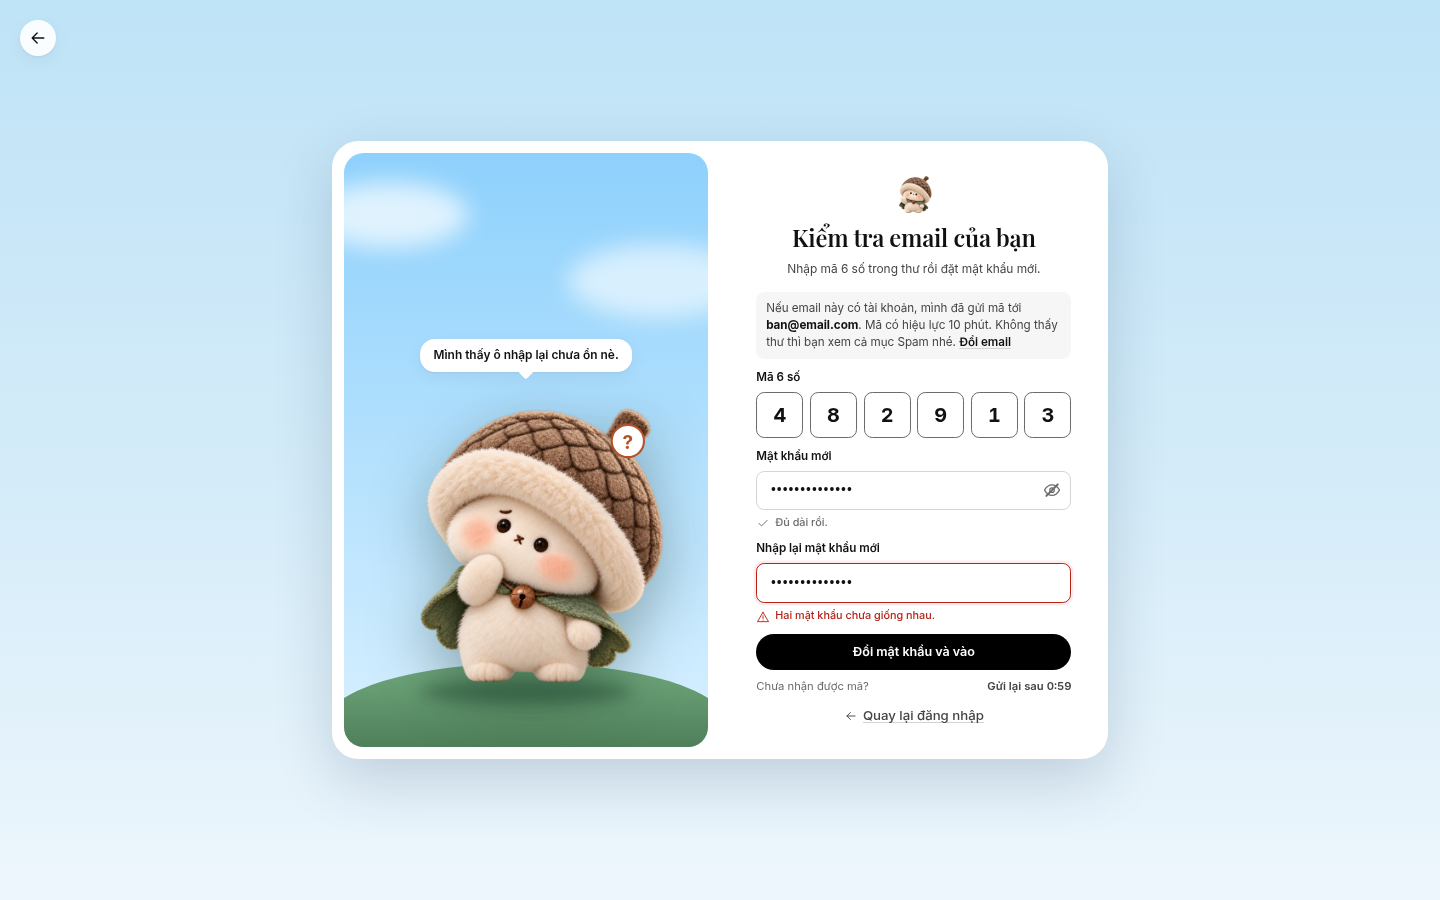 Kiểm tra email của bạn
Nhập mã 6 số trong thư rồi đặt mật khẩu mới.
Nếu email này có tài khoản, mình đã gửi mã tới
ban@email.com. Mã có hiệu lực 10 phút. Không thấy
thư thì bạn xem cả mục Spam nhé. Đổi email
Mình thấy ô nhập lại chưa ổn nè.
?
Mã 6 số
4 8 2 9 1 3
Mật khẩu mới
••••••••••••••
Đủ dài rồi.
Nhập lại mật khẩu mới
••••••••••••••
Hai mật khẩu chưa giống nhau.
Đổi mật khẩu và vào
Chưa nhận được mã? Gửi lại sau 0:59
← Quay lại đăng nhập